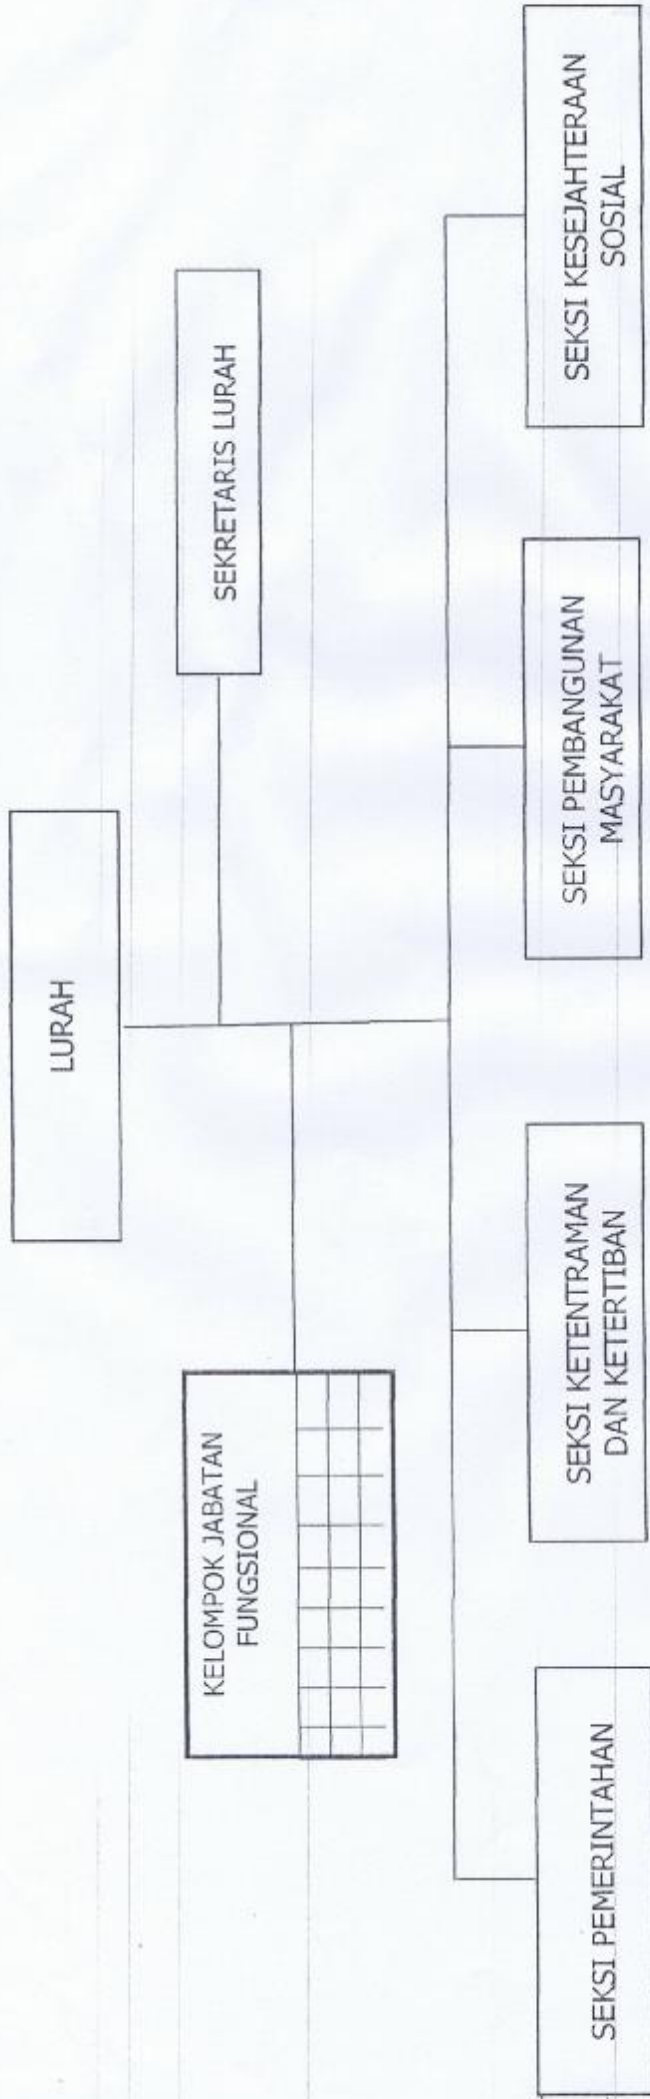 LURAH
SEKRETARIS LURAH
KELOMPOK JABATAN
FUNGSIONAL
SEKSI PEMERINTAHAN
SEKSI KETENTRAMAN
DAN KETERTIBAN
SEKSI PEMBANGUNAN
MASYARAKAT
SEKSI KESEJAHTERAAN
SOSIAL